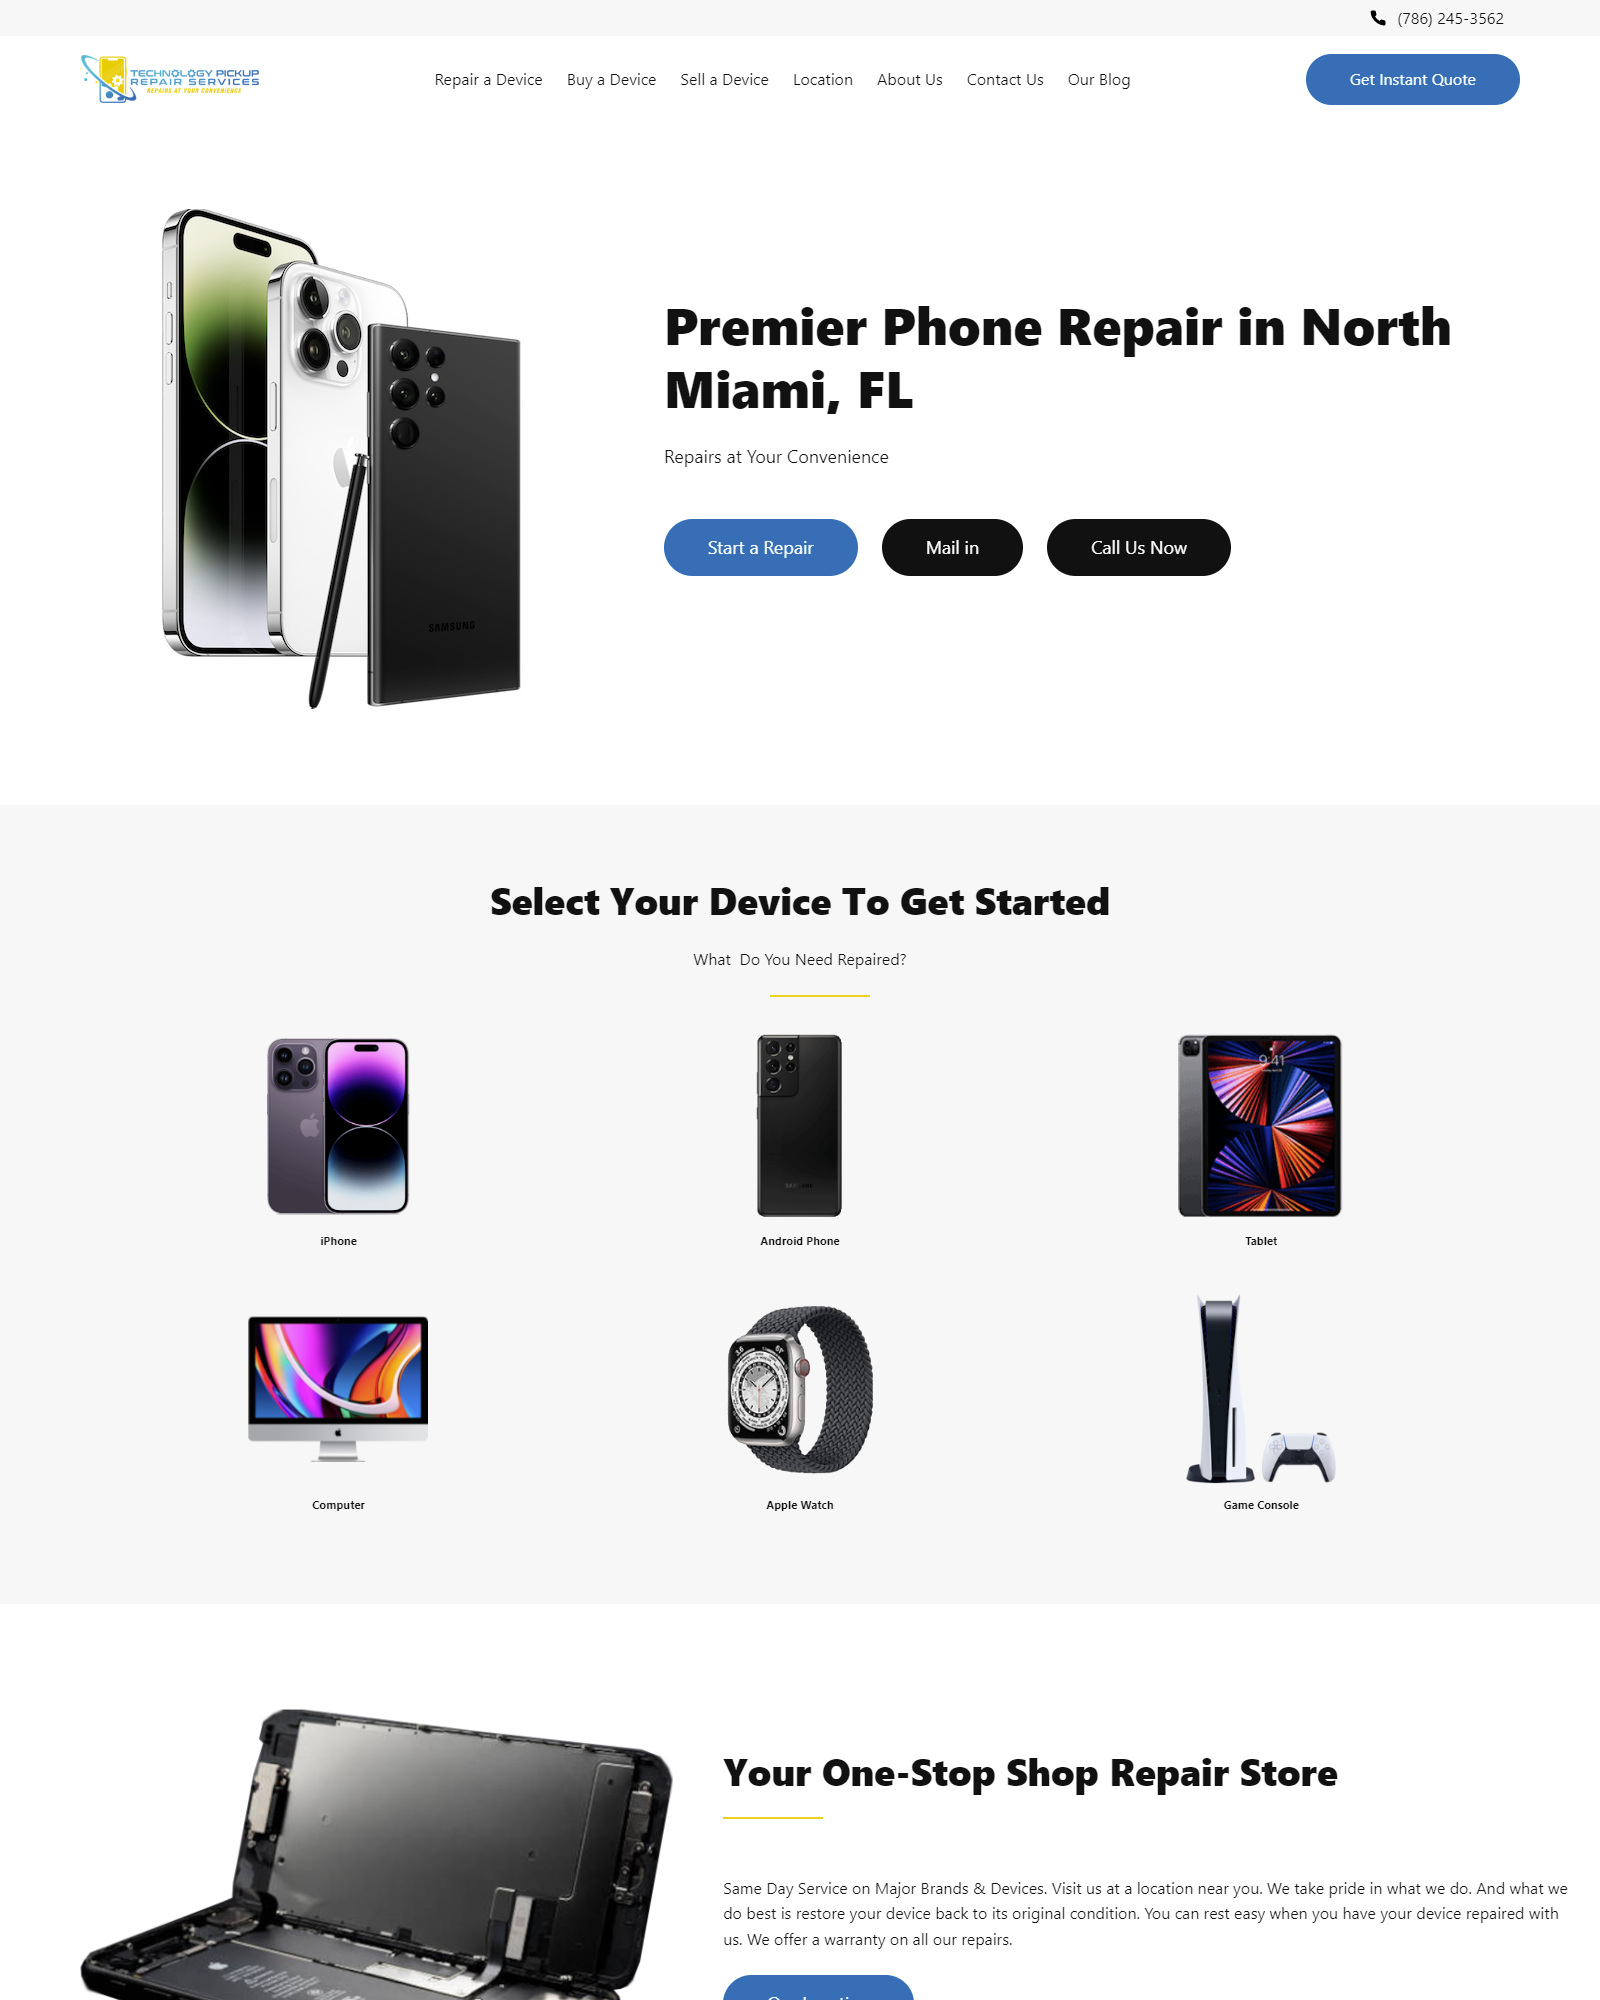 (786) 245-3562
TECHNOLOGY PICKUP
REPAIR SERVICES
REPAIRS AT YOUR CONVENIENCE
Repair a Device
Buy a Device
Sell a Device
Location
About Us
Contact Us
Our Blog
Get Instant Quote
SAMSUNG
Premier Phone Repair in North
Miami, FL
Repairs at Your Convenience
Start a Repair
Mail in
Call Us Now
Select Your Device To Get Started
What Do You Need Repaired?
9:41
iPhone
Android Phone
Tablet
Computer
Apple Watch
Game Console
Your One-Stop Shop Repair Store
Same Day Service on Major Brands & Devices. Visit us at a location near you. We take pride in what we do. And what we
do best is restore your device back to its original condition. You can rest easy when you have your device repaired with
us. We offer a warranty on all our repairs.